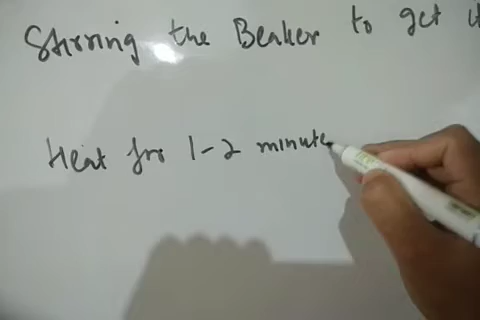 Stirring the Beaker to get it
Heat for 1-2 minute